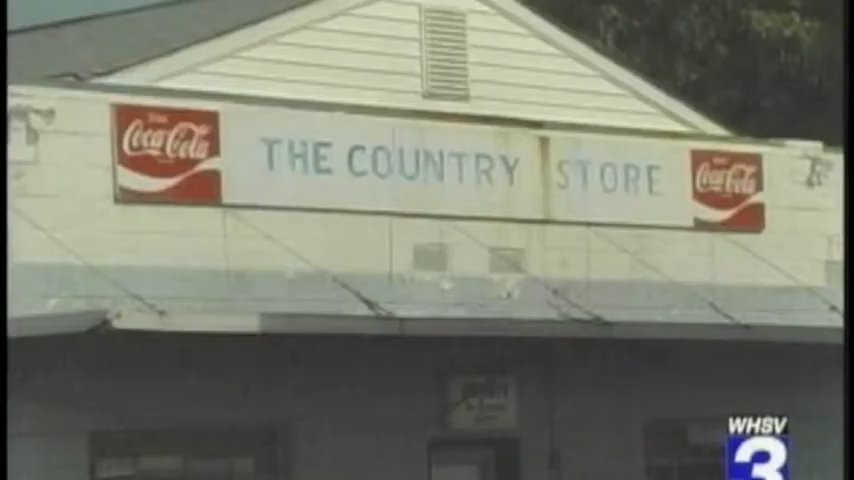 Coca-Cola
THE COUNTRY STORE
Coca-Cola
WHSV
3